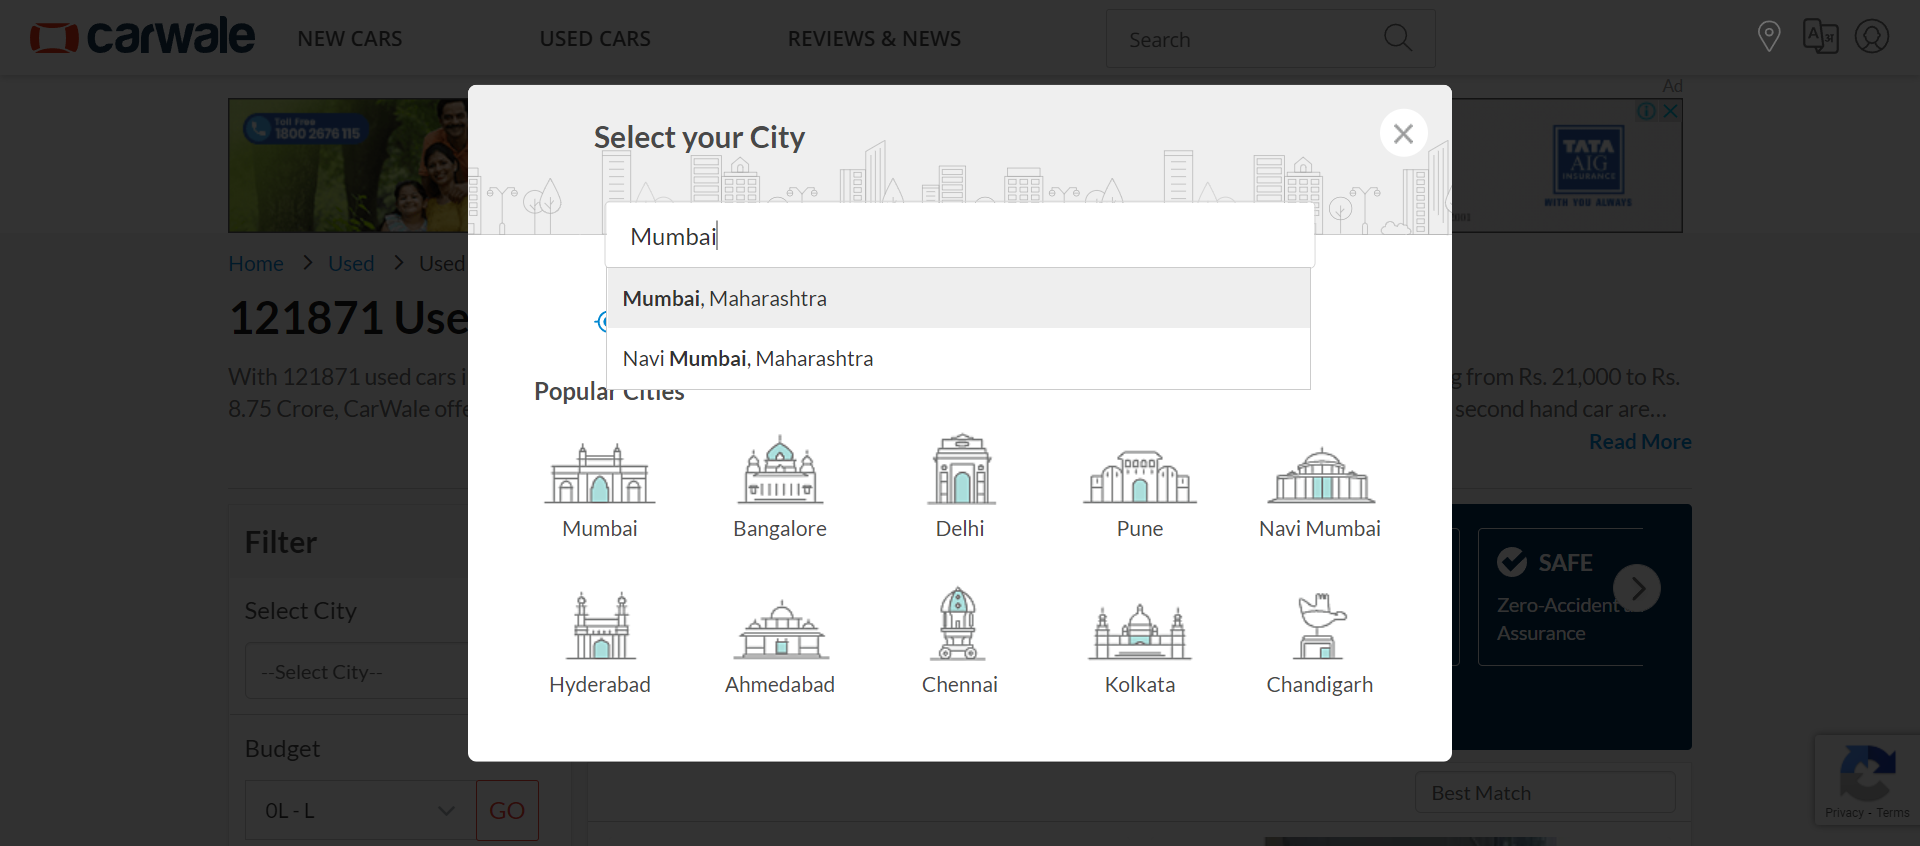 carwale
NEW CARS
USED CARS
REVIEWS & NEWS
Search
A अ
Ad
Toll Free
1800 2676 115
TATA
AIG
INSURANCE
WITH YOU ALWAYS
Home > Used > Used
121871 Use
With 121871 used cars i
g from Rs. 21,000 to Rs.
8.75 Crore, CarWale offe
second hand car are...
Read More
Select your City
Mumbai
Mumbai, Maharashtra
Navi Mumbai, Maharashtra
Popular Cities
Mumbai
Bangalore
Delhi
Pune
Navi Mumbai
Hyderabad
Ahmedabad
Chennai
Kolkata
Chandigarh
Filter
Select City
--Select City--
Budget
0L - L
GO
SAFE
Zero-Accident
Assurance
Best Match
Privacy - Terms